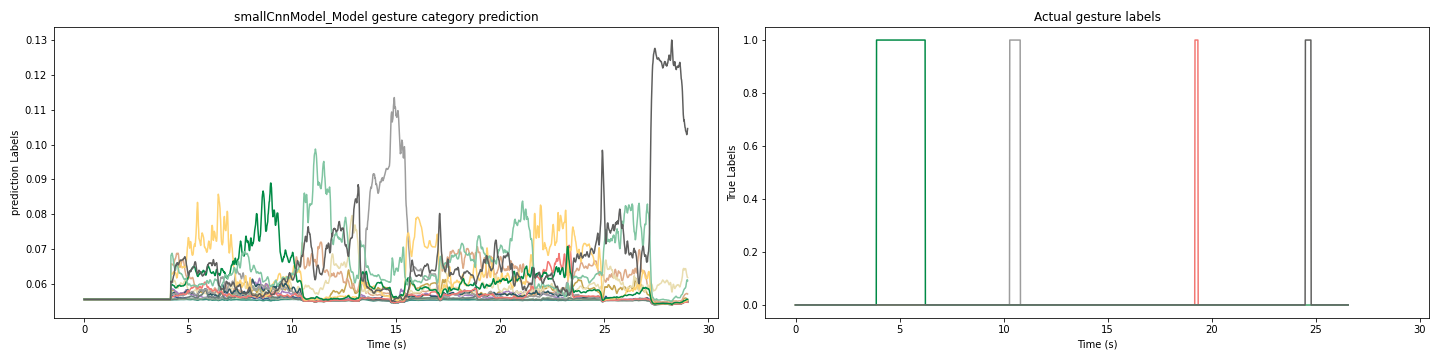 smallCnnModel_Model gesture category prediction
prediction Labels
0.13
0.12
0.11
0.10
0.09
0.08
0.07
0.06
0 5 10 15 20 25 30
Time (s)
Actual gesture labels
True Labels
1.0
0.8
0.6
0.4
0.2
0.0
0 5 10 15 20 25 30
Time (s)